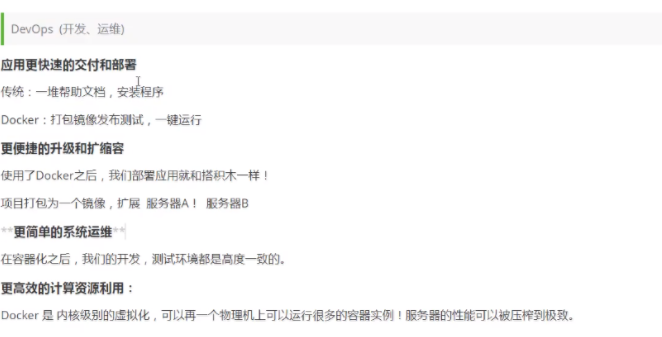 DevOps (开发、运维)
应用更快速的交付和部署
传统：一堆帮助文档，安装程序
Docker：打包镜像发布测试，一键运行
更便捷的升级和扩缩容
使用了Docker之后，我们部署应用就和搭积木一样！
项目打包为一个镜像，扩展 服务器A！ 服务器B
**更简单的系统运维**
在容器化之后，我们的开发，测试环境都是高度一致的。
更高效的计算资源利用：
Docker 是 内核级别的虚拟化，可以再一个物理机上可以运行很多的容器实例！服务器的性能可以被压榨到极致。